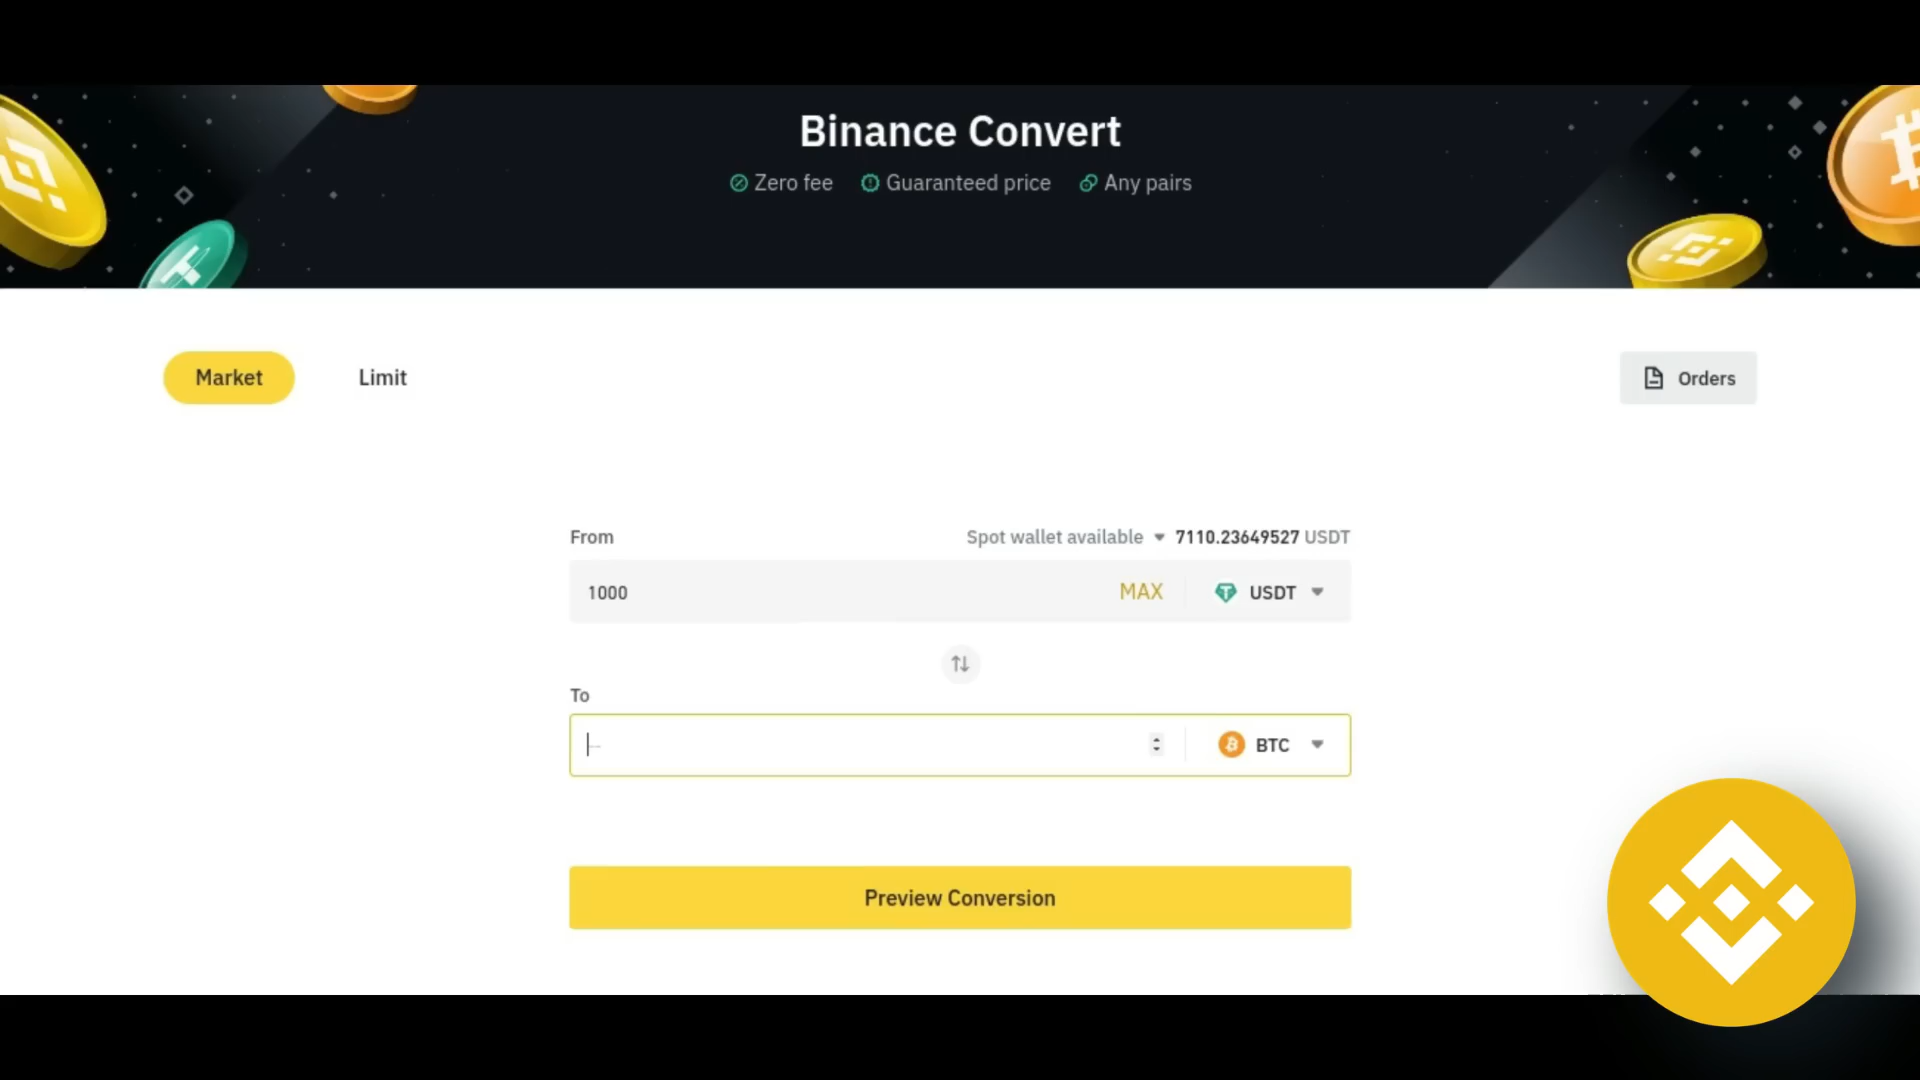 Binance Convert
Zero fee Guaranteed price Any pairs
Market Limit Orders
From Spot wallet available 7110.23649527 USDT
1000 MAX USDT
To
BTC
Preview Conversion